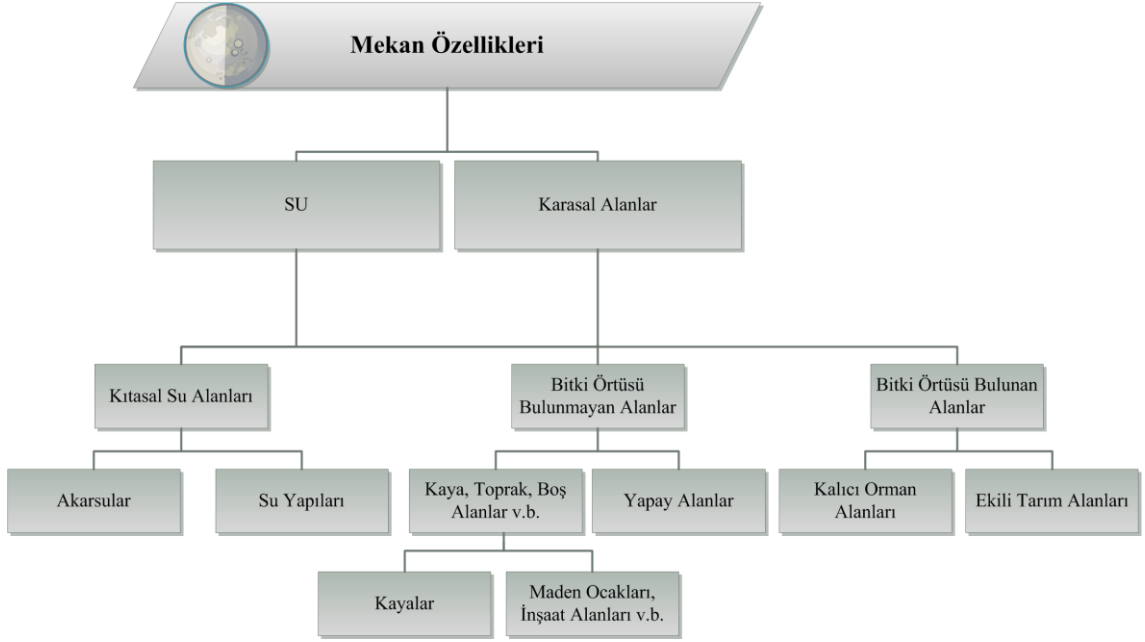 Mekan Özellikleri
SU
Karasal Alanlar
Kıtasal Su Alanları
Bitki Örtüsü
Bulunmayan Alanlar
Bitki Örtüsü Bulunan
Alanlar
Akarsular
Su Yapıları
Kaya, Toprak, Boş
Alanlar v.b.
Yapay Alanlar
Kalıcı Orman
Alanları
Ekili Tarım Alanları
Kayalar
Maden Ocakları,
İnşaat Alanları v.b.